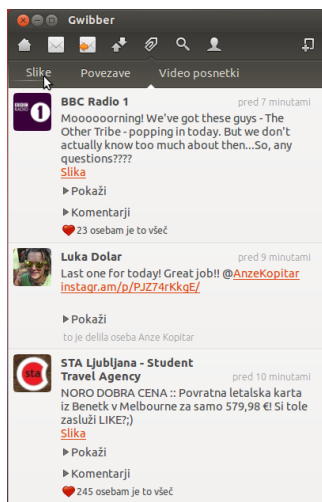 Gwibber
Slike Povezave Video posnetki
BBC Radio 1 pred 7 minutami
Moooooorning! We've got these guys - The
Other Tribe - popping in today. But we don't
actually know too much about then...So, any
questions????
Slika
Pokaži
Komentarji
23 osebam je to všeč
Luka Dolar pred 9 minutami
Last one for today! Great job!! @AnzeKopitar
instagr.am/p/PJZ74rKkgE/
Pokaži
to je delila oseba Anze Kopitar
STA Ljubljana - Student
Travel Agency pred 10 minutami
NORO DOBRA CENA :: Povratna letalska karta
iz Benetk v Melbourne za samo 579,98 €! Si tole
zasluži LIKE?;)
Slika
Pokaži
Komentarji
245 osebam je to všeč